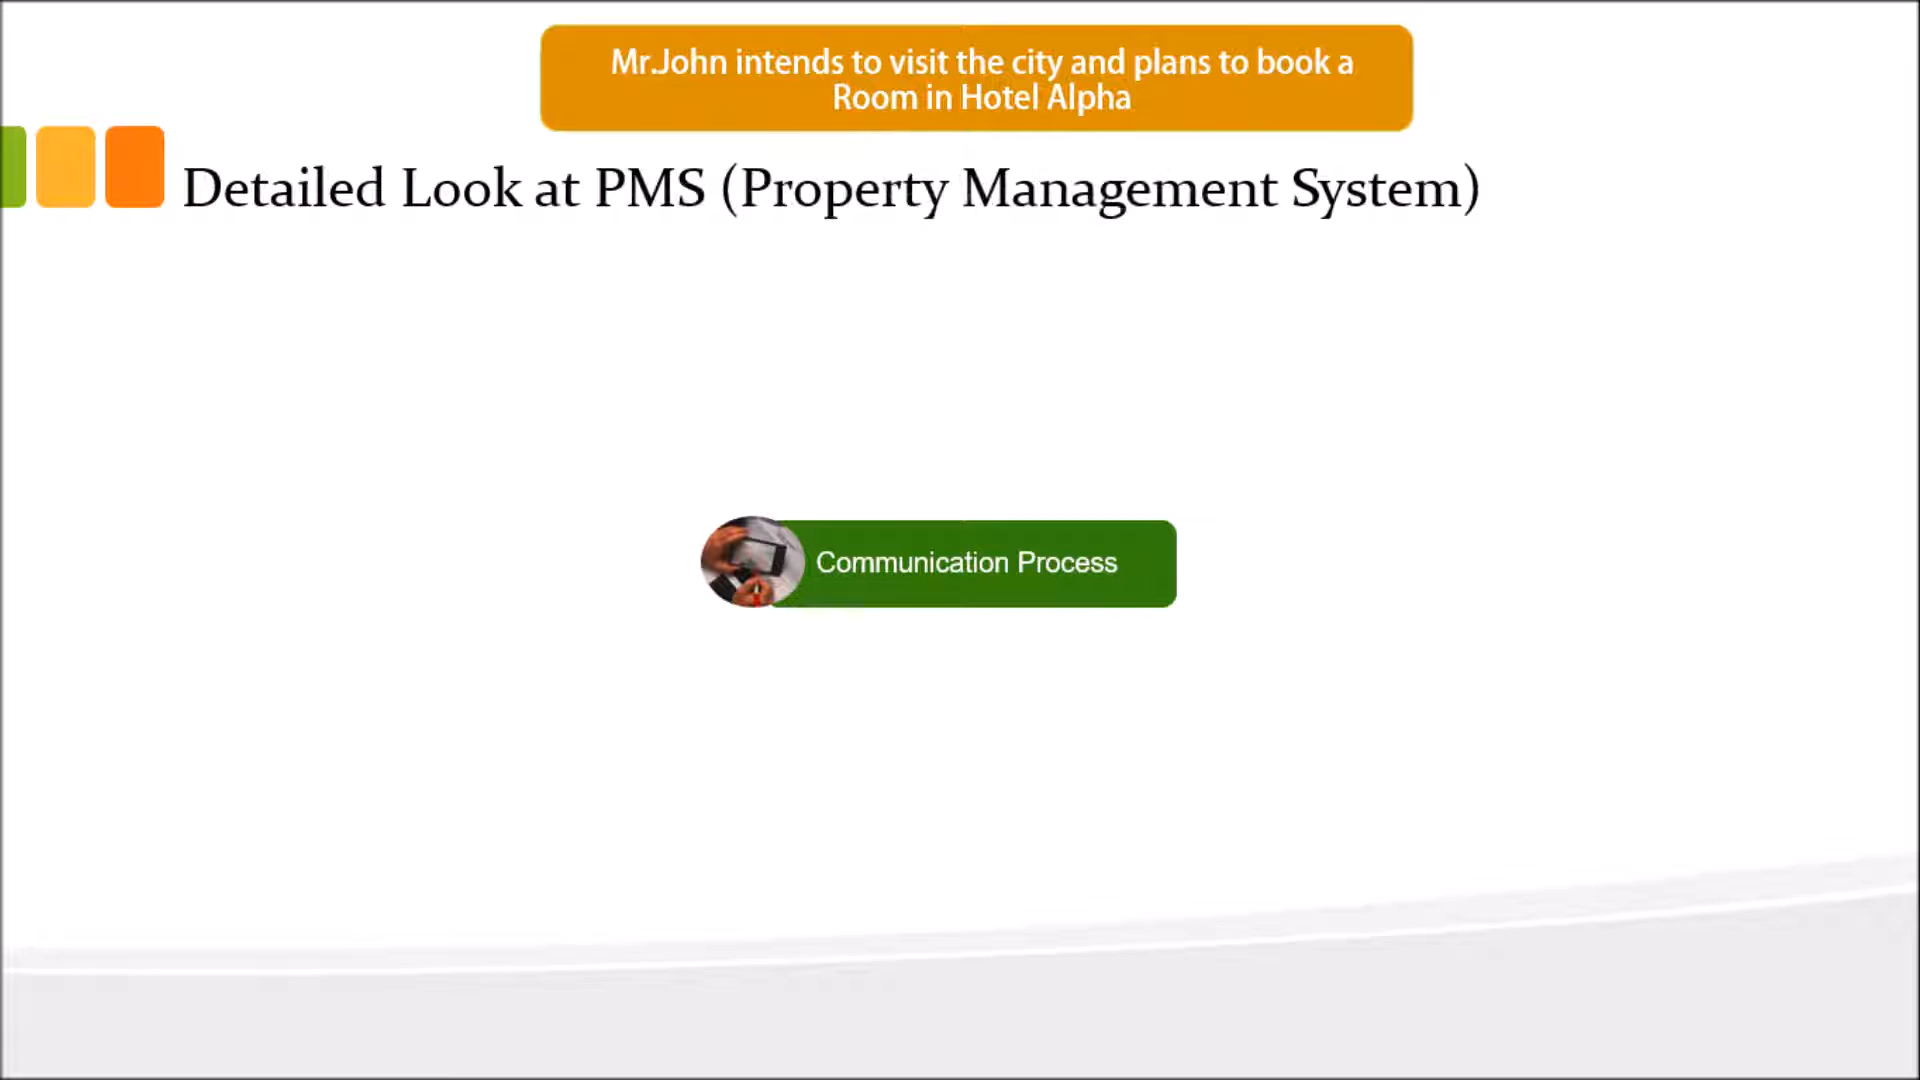 Mr.John intends to visit the city and plans to book a
Room in Hotel Alpha
Detailed Look at PMS (Property Management System)
Communication Process